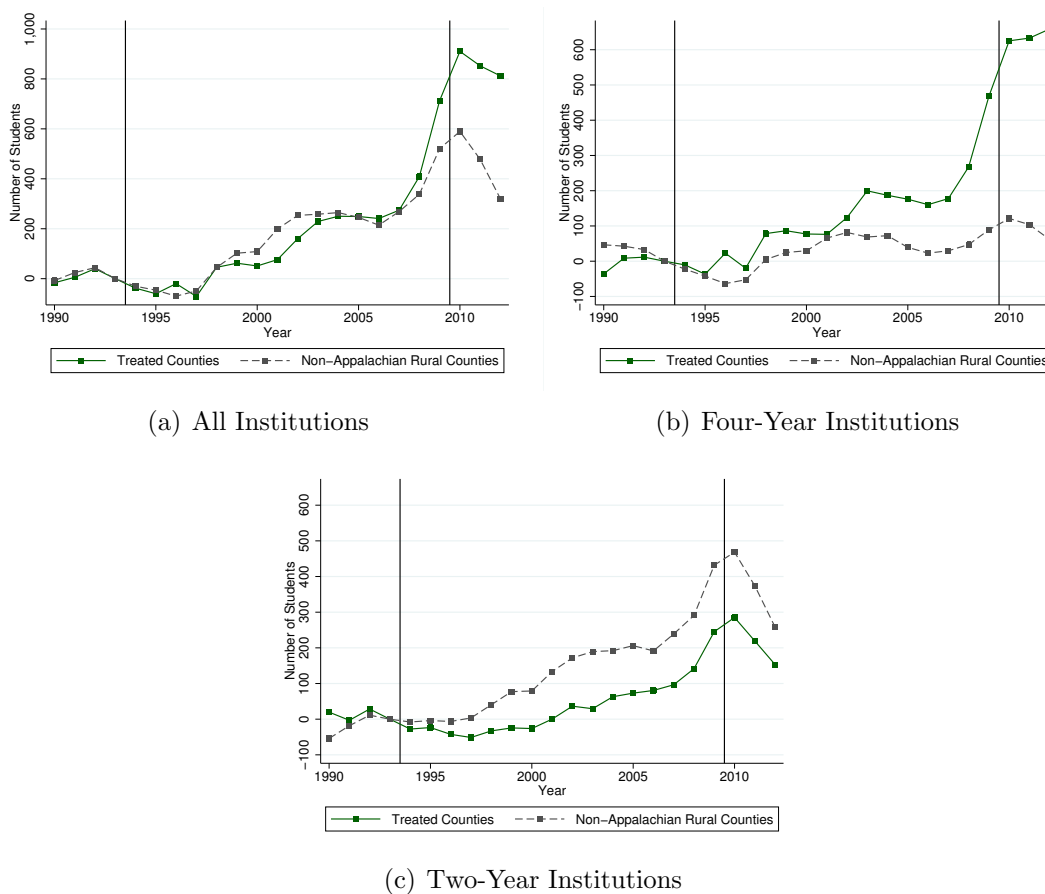 Number of Students
0 200 400 600 800 1,000
1990 1995 2000 2005 2010
Year
Treated Counties Non−Appalachian Rural Counties
(a) All Institutions
Number of Students
−100 0 100 200 300 400 500 600
1990 1995 2000 2005 2010
Year
Treated Counties Non−Appalachian Rural Counties
(b) Four-Year Institutions
Number of Students
−100 0 100 200 300 400 500 600
1990 1995 2000 2005 2010
Year
Treated Counties Non−Appalachian Rural Counties
(c) Two-Year Institutions